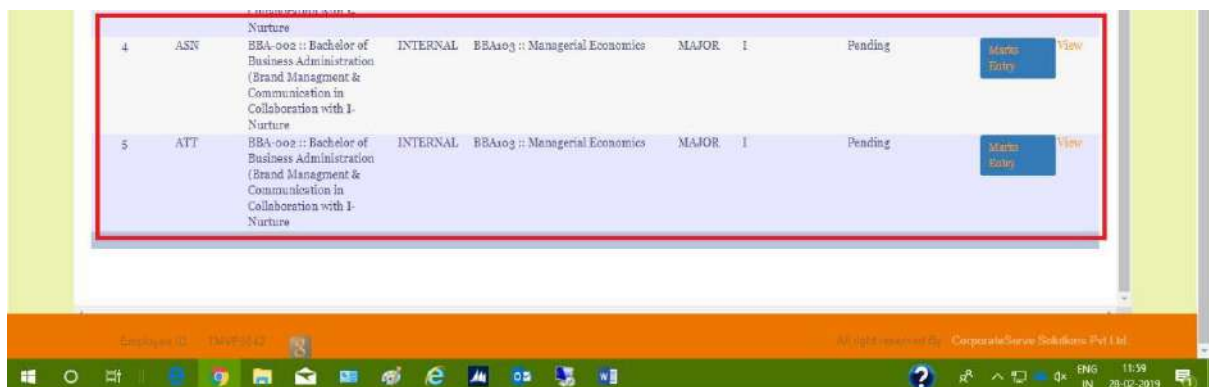 Nurture
4 ASN BBA-002 :: Bachelor of INTERNAL BBA103 :: Managerial Economics MAJOR I Pending Marks View
Business Administration Entry
(Brand Managment &
Communication in
Collaboration with I-
Nurture
5 ATT BBA-002 :: Bachelor of INTERNAL BBA103 :: Managerial Economics MAJOR I Pending Marks View
Business Administration Entry
(Brand Managment &
Communication in
Collaboration with I-
Nurture
Employee ID All right reserved By CorporateServe Solutions Pvt Ltd
ENG 11:59
IN 28-02-2019